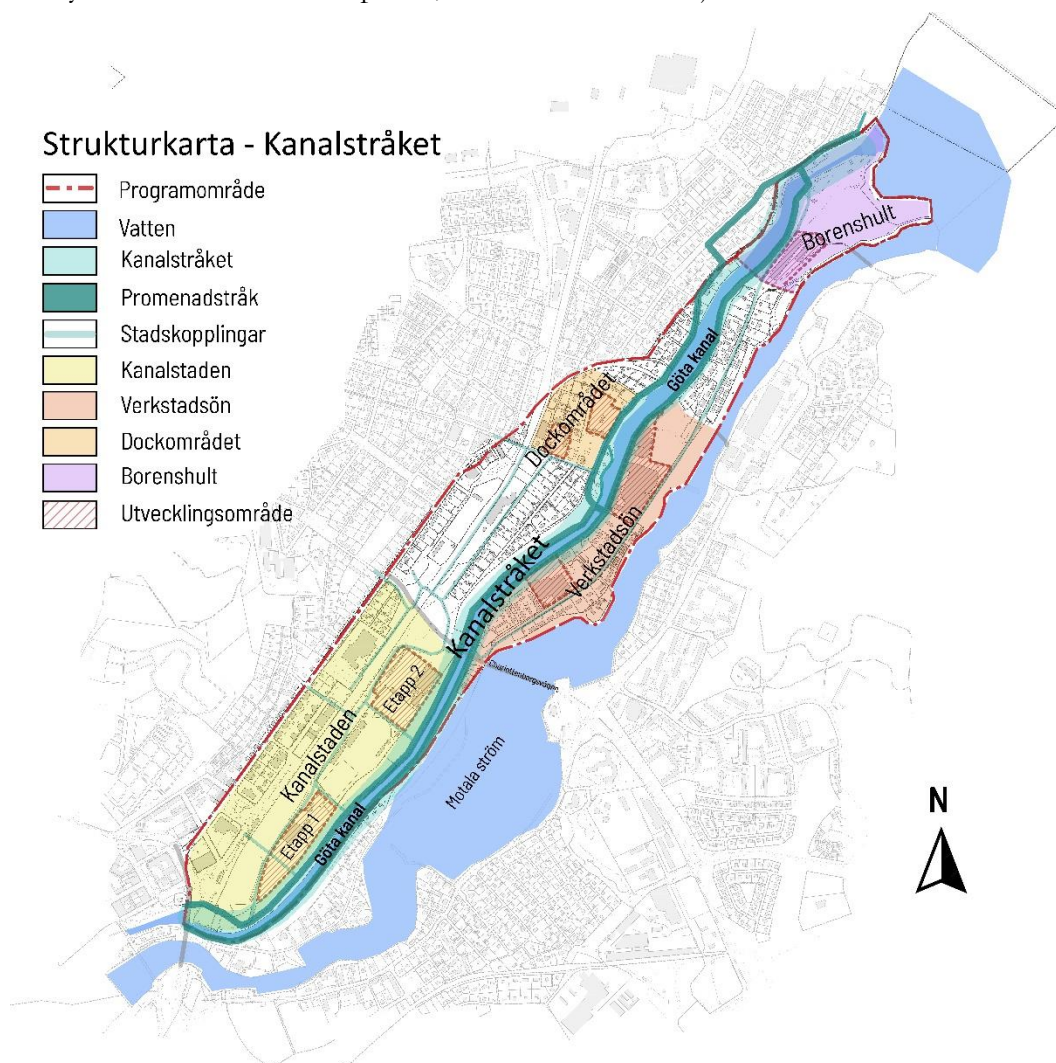 Strukturkarta - Kanalstråket
Programområde
Vatten
Kanalstråket
Promenadstråk
Stadskopplingar
Kanalstaden
Verkstadsön
Dockområdet
Borenshult
Utvecklingsområde
Borenshult
Göta kanal
Dockområdet
Verkstadsön
Kanalstråket
Charlottenborgsvägen
Etapp 2
Kanalstaden
Motala ström
Etapp 1
Göta kanal
N